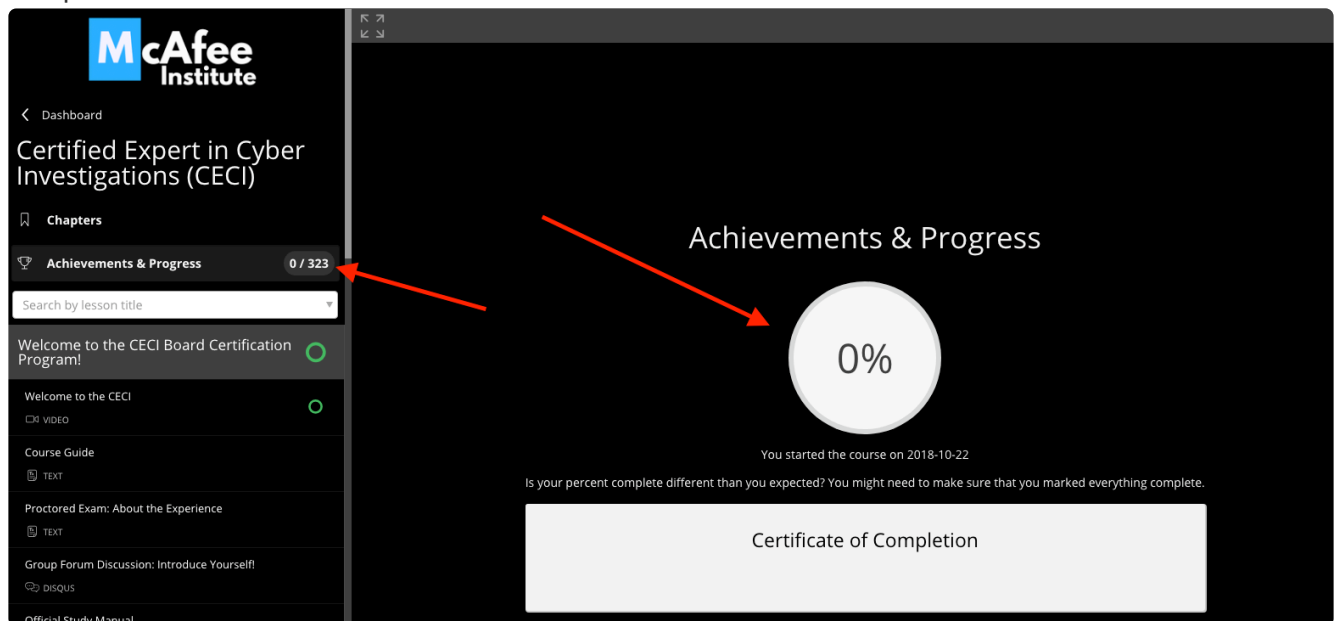 McAfee
Institute
Dashboard
Certified Expert in Cyber
Investigations (CECI)
Chapters
Achievements & Progress 0 / 323
Search by lesson title
Welcome to the CECI Board Certification
Program!
Welcome to the CECI
VIDEO
Course Guide
TEXT
Proctored Exam: About the Experience
TEXT
Group Forum Discussion: Introduce Yourself!
DISQUS
Official Study Manual
Achievements & Progress
0%
You started the course on 2018-10-22
Is your percent complete different than you expected? You might need to make sure that you marked everything complete.
Certificate of Completion